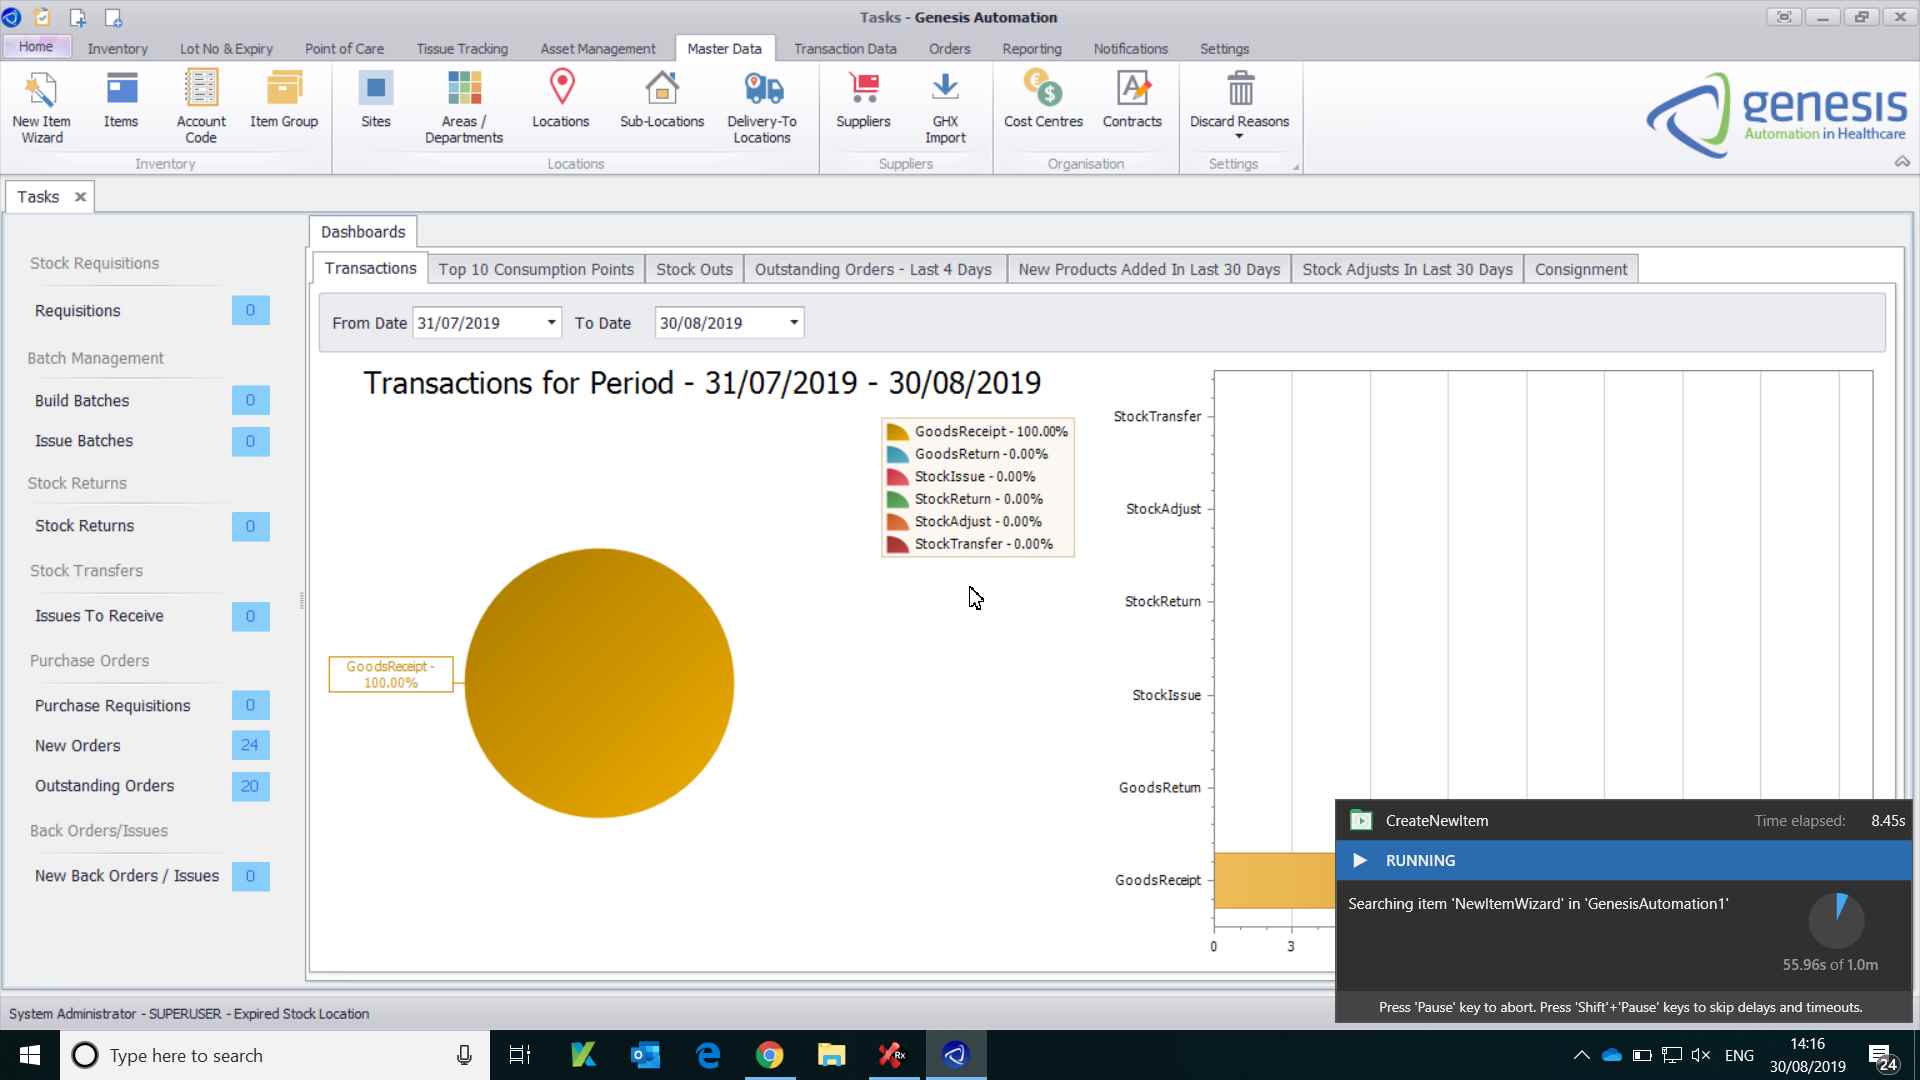 Tasks - Genesis Automation
Home
Inventory
Lot No & Expiry
Point of Care
Tissue Tracking
Asset Management
Master Data
Transaction Data
Orders
Reporting
Notifications
Settings
New Item
Wizard
Items
Account
Code
Item Group
Inventory
Sites
Areas /
Departments
Locations
Sub-Locations
Delivery-To
Locations
Locations
Suppliers
GHX
Import
Suppliers
Cost Centres
Contracts
Organisation
Discard Reasons
Settings
genesis
Automation in Healthcare
Tasks
Stock Requisitions
Requisitions 0
Batch Management
Build Batches 0
Issue Batches 0
Stock Returns
Stock Returns 0
Stock Transfers
Issues To Receive 0
Purchase Orders
Purchase Requisitions 0
New Orders 24
Outstanding Orders 20
Back Orders/Issues
New Back Orders / Issues 0
Dashboards
Transactions
Top 10 Consumption Points
Stock Outs
Outstanding Orders - Last 4 Days
New Products Added In Last 30 Days
Stock Adjusts In Last 30 Days
Consignment
From Date 31/07/2019 To Date 30/08/2019
Transactions for Period - 31/07/2019 - 30/08/2019
GoodsReceipt - 100.00%
GoodsReturn - 0.00%
StockIssue - 0.00%
StockReturn - 0.00%
StockAdjust - 0.00%
StockTransfer - 0.00%
GoodsReceipt -
100.00%
StockTransfer
StockAdjust
StockReturn
StockIssue
GoodsReturn
GoodsReceipt
0 3
CreateNewItem Time elapsed: 8.45s
RUNNING
Searching item 'NewItemWizard' in 'GenesisAutomation1'
55.96s of 1.0m
Press 'Pause' key to abort. Press 'Shift'+'Pause' keys to skip delays and timeouts.
System Administrator - SUPERUSER - Expired Stock Location
Type here to search
Rx
ENG
14:16
30/08/2019
24